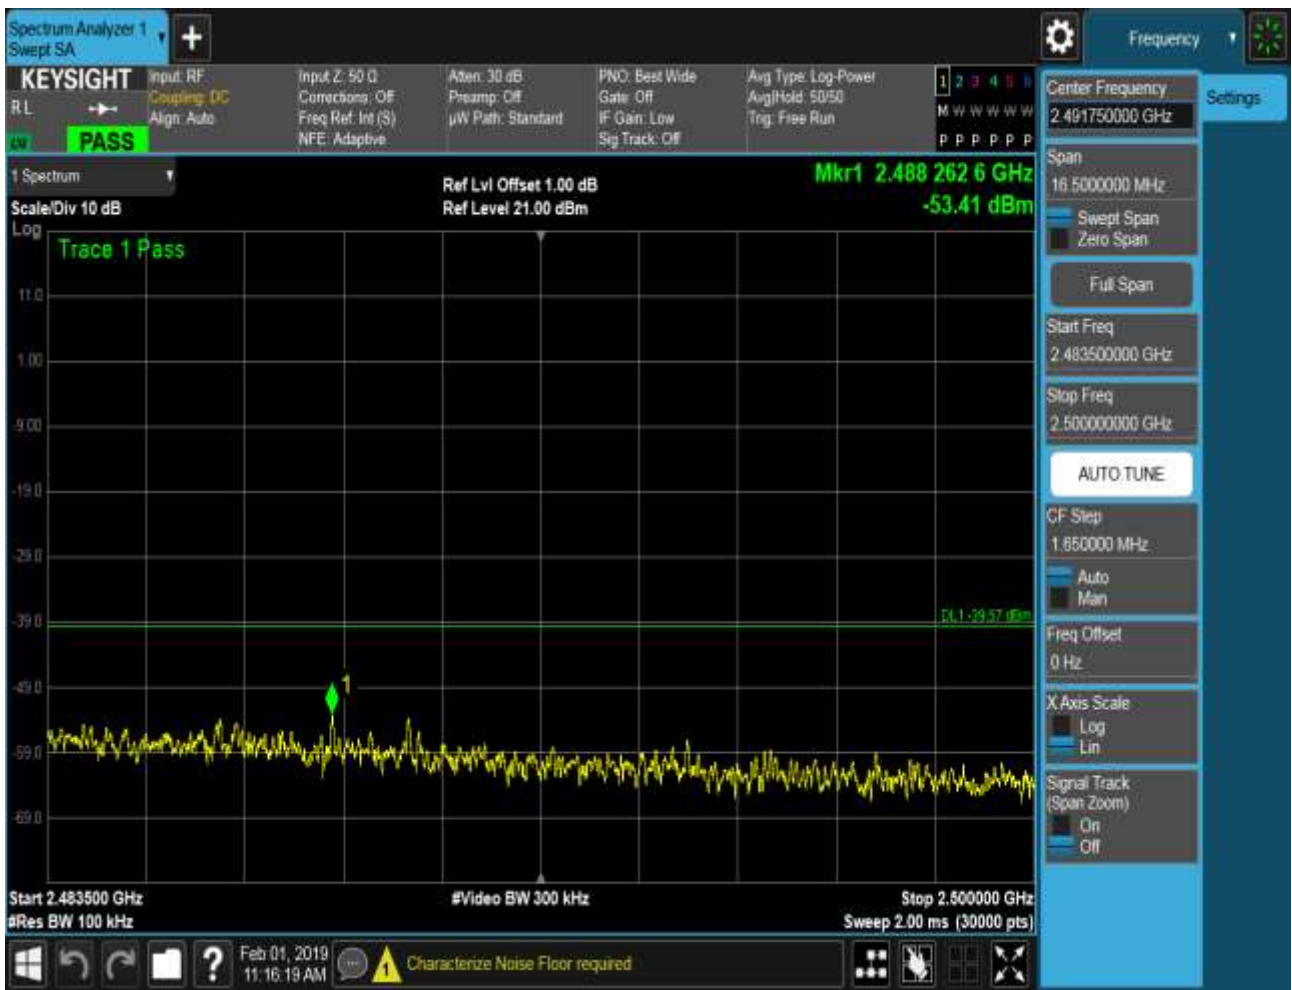 Spectrum Analyzer 1
Swept SA
+
Frequency
KEYSIGHT
R L
PASS
Input: RF
Coupling: DC
Align: Auto
Input Z: 50 Ω
Corrections: Off
Freq Ref: Int (S)
NFE: Adaptive
Atten: 30 dB
Preamp: Off
µW Path: Standard
PNO: Best Wide
Gate: Off
IF Gain: Low
Sig Track: Off
Avg Type: Log-Power
Avg|Hold: 50/50
Trig: Free Run
1 2 3 4 5 6
M W W W W W
P P P P P P
1 Spectrum
Scale/Div 10 dB
Ref Lvl Offset 1.00 dB
Ref Level 21.00 dBm
Mkr1 2.488 262 6 GHz
-53.41 dBm
Log
Trace 1 Pass
11.0
1.00
-9.00
-19.0
-29.0
-39.0
DL1 -39.57 dBm
-49.0
1
-59.0
-69.0
Start 2.483500 GHz
#Video BW 300 kHz
Stop 2.500000 GHz
#Res BW 100 kHz
Sweep 2.00 ms (30000 pts)
Center Frequency
2.491750000 GHz
Settings
Span
16.5000000 MHz
Swept Span
Zero Span
Full Span
Start Freq
2.483500000 GHz
Stop Freq
2.500000000 GHz
AUTO TUNE
CF Step
1.650000 MHz
Auto
Man
Freq Offset
0 Hz
X Axis Scale
Log
Lin
Signal Track
(Span Zoom)
On
Off
?
Feb 01, 2019
11:16:19 AM
1
Characterize Noise Floor required